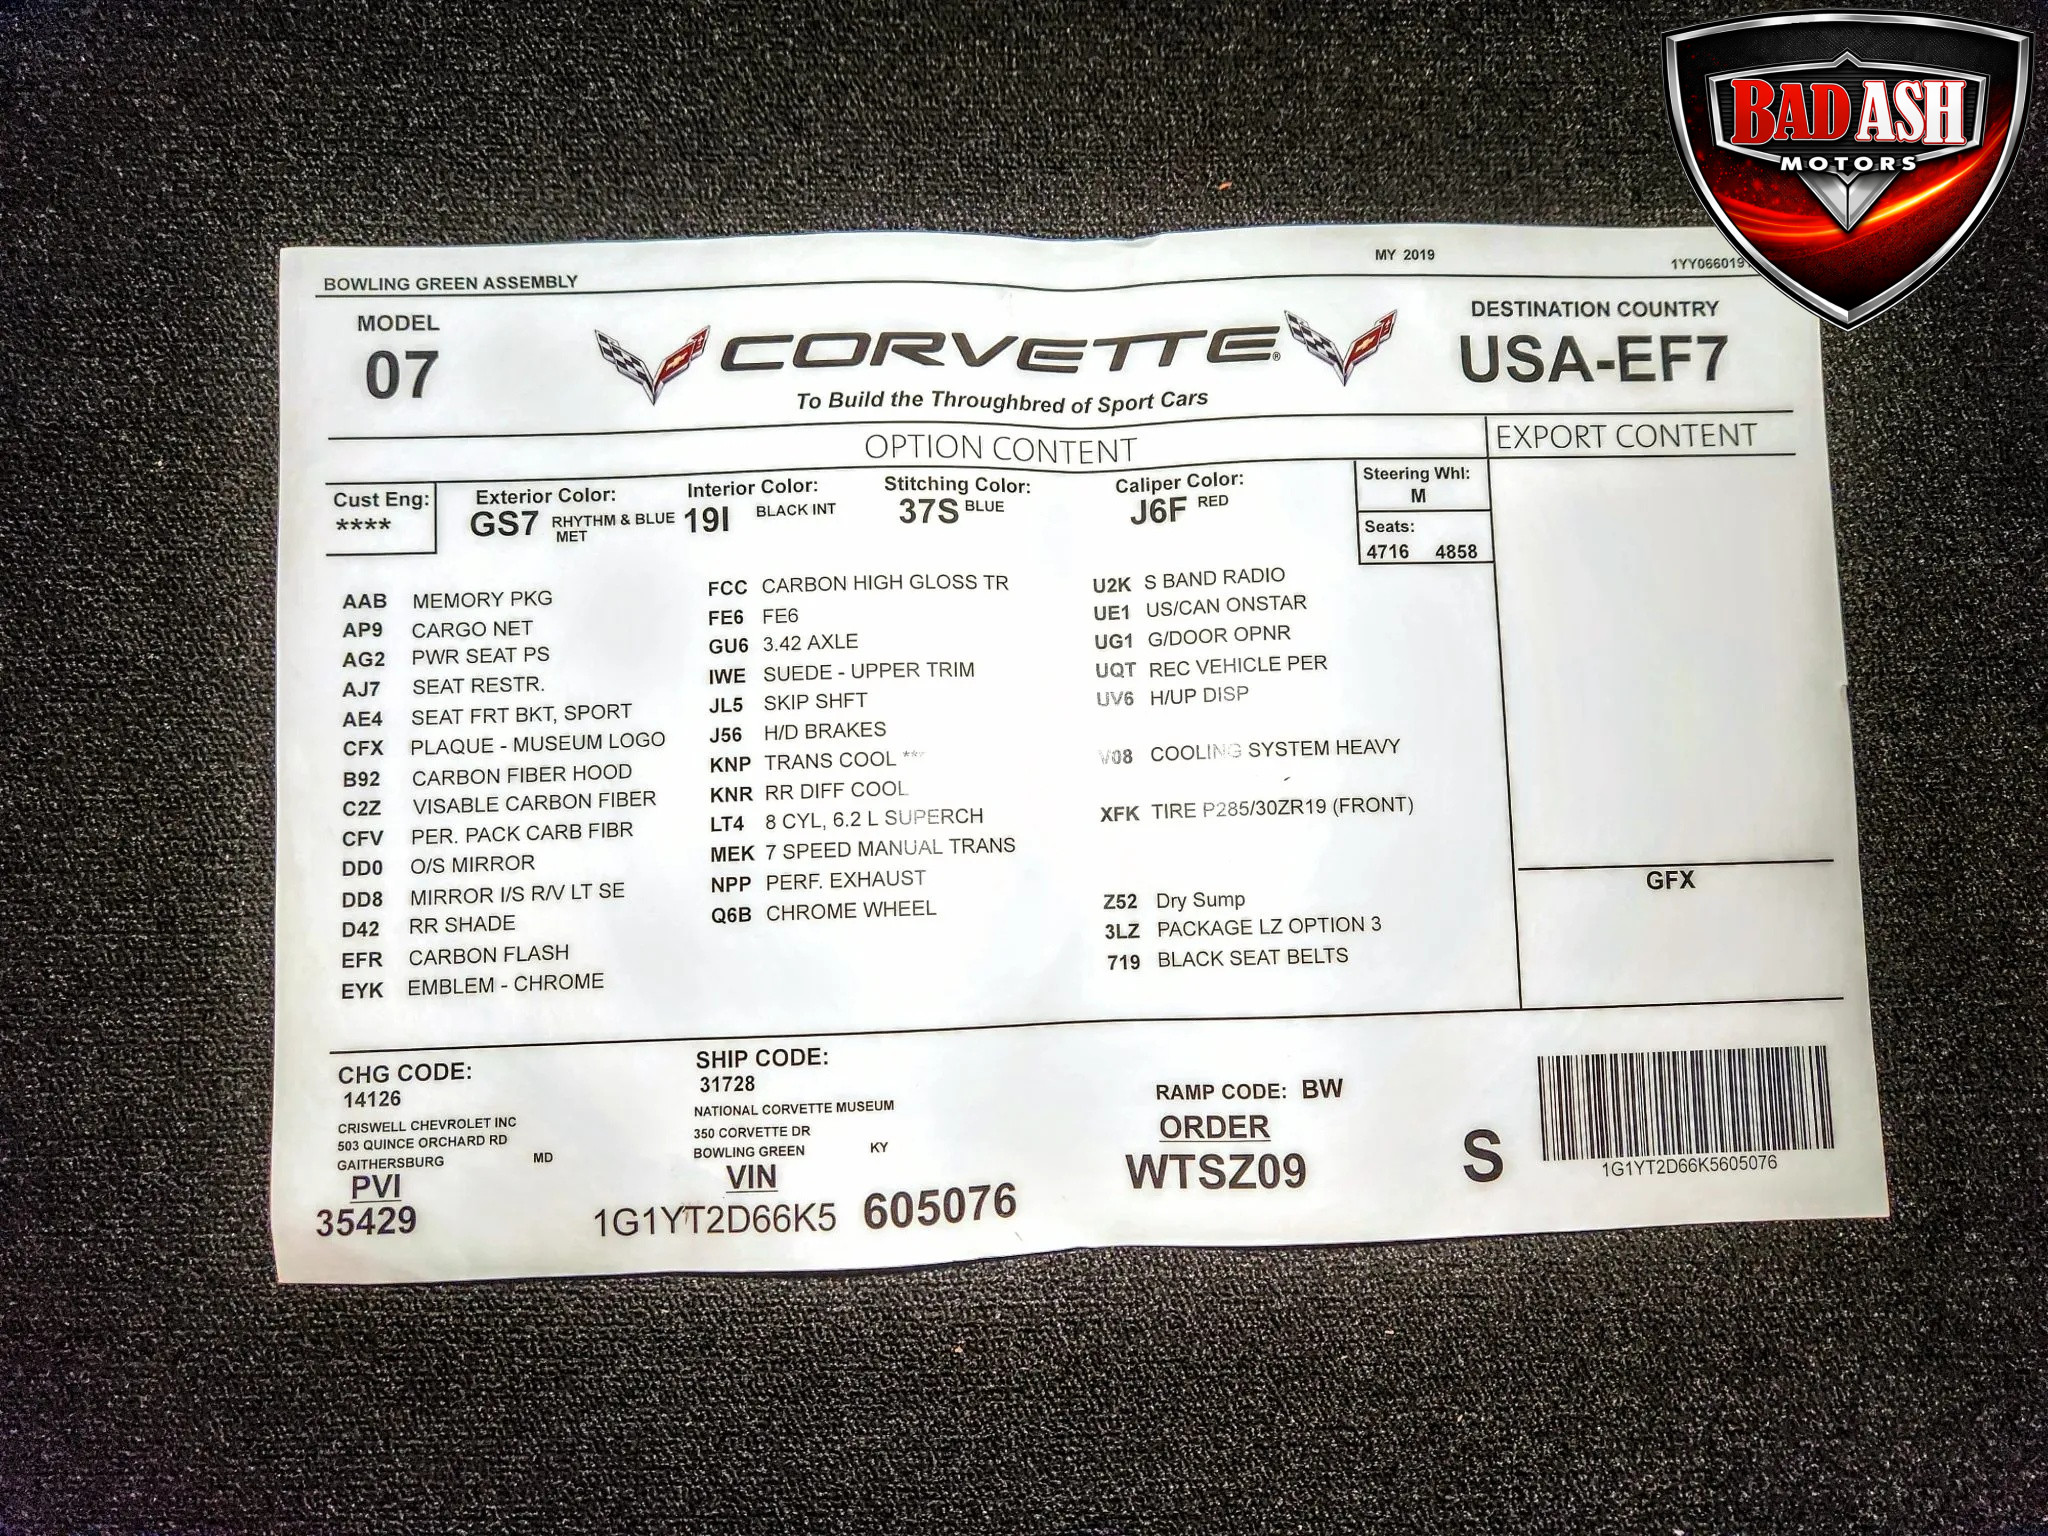 BAD ASH
MOTORS
MY 2019
BOWLING GREEN ASSEMBLY
MODEL
07
CORVETTE®
To Build the Throughbred of Sport Cars
DESTINATION COUNTRY
USA-EF7
OPTION CONTENT
EXPORT CONTENT
Cust Eng:
****
Exterior Color:
GS7 RHYTHM & BLUE
MET
Interior Color:
19I BLACK INT
Stitching Color:
37S BLUE
Caliper Color:
J6F RED
Steering Whl:
M
Seats:
4716 4858
AAB MEMORY PKG
AP9 CARGO NET
AG2 PWR SEAT PS
AJ7 SEAT RESTR.
AE4 SEAT FRT BKT, SPORT
CFX PLAQUE - MUSEUM LOGO
B92 CARBON FIBER HOOD
C2Z VISABLE CARBON FIBER
CFV PER. PACK CARB FIBR
DD0 O/S MIRROR
DD8 MIRROR I/S R/V LT SE
D42 RR SHADE
EFR CARBON FLASH
EYK EMBLEM - CHROME
FCC CARBON HIGH GLOSS TR
FE6 FE6
GU6 3.42 AXLE
IWE SUEDE - UPPER TRIM
JL5 SKIP SHFT
J56 H/D BRAKES
KNP TRANS COOL ***
KNR RR DIFF COOL
LT4 8 CYL, 6.2 L SUPERCH
MEK 7 SPEED MANUAL TRANS
NPP PERF. EXHAUST
Q6B CHROME WHEEL
U2K S BAND RADIO
UE1 US/CAN ONSTAR
UG1 G/DOOR OPNR
UQT REC VEHICLE PER
UV6 H/UP DISP
V08 COOLING SYSTEM HEAVY
XFK TIRE P285/30ZR19 (FRONT)
Z52 Dry Sump
3LZ PACKAGE LZ OPTION 3
719 BLACK SEAT BELTS
GFX
CHG CODE:
14126
CRISWELL CHEVROLET INC
503 QUINCE ORCHARD RD
GAITHERSBURG MD
PVI
35429
SHIP CODE:
31728
NATIONAL CORVETTE MUSEUM
350 CORVETTE DR
BOWLING GREEN KY
VIN
1G1YT2D66K5 605076
RAMP CODE: BW
ORDER
WTSZ09
S
1G1YT2D66K5605076